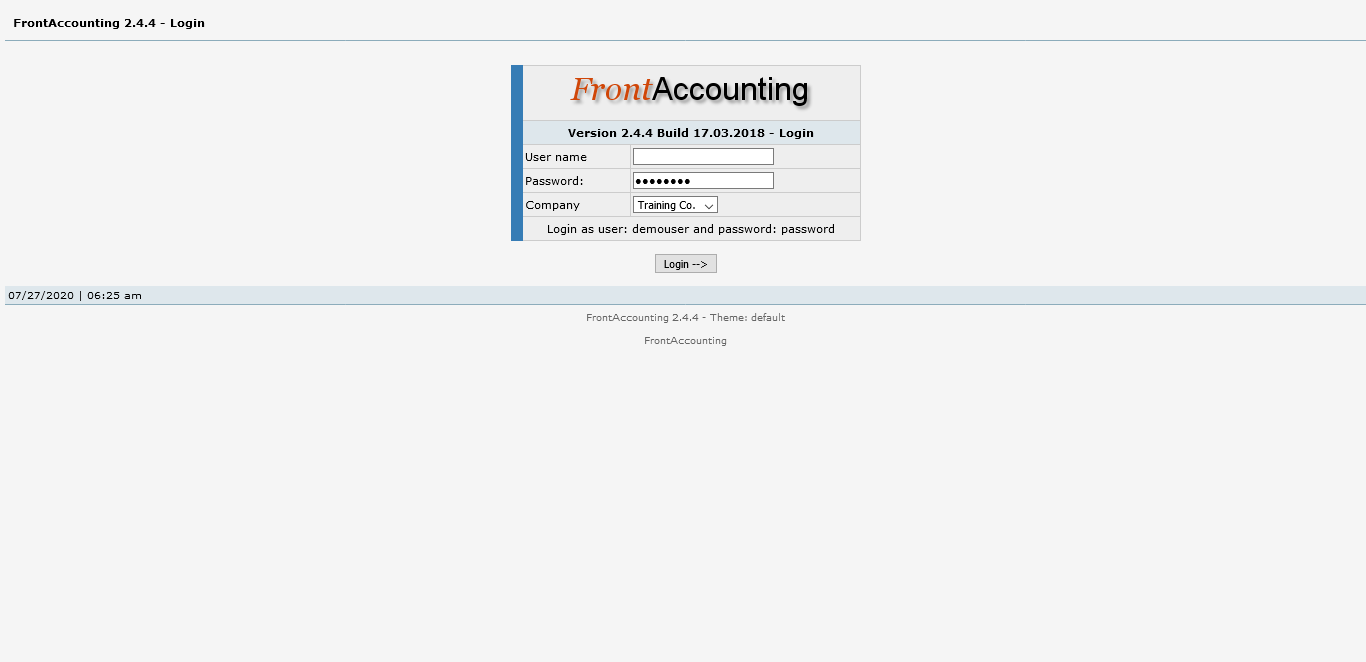 FrontAccounting 2.4.4 - Login
FrontAccounting
Version 2.4.4 Build 17.03.2018 - Login
User name
Password: ●●●●●●●●
Company Training Co.
Login as user: demouser and password: password
Login -->
07/27/2020 | 06:25 am
FrontAccounting 2.4.4 - Theme: default
FrontAccounting